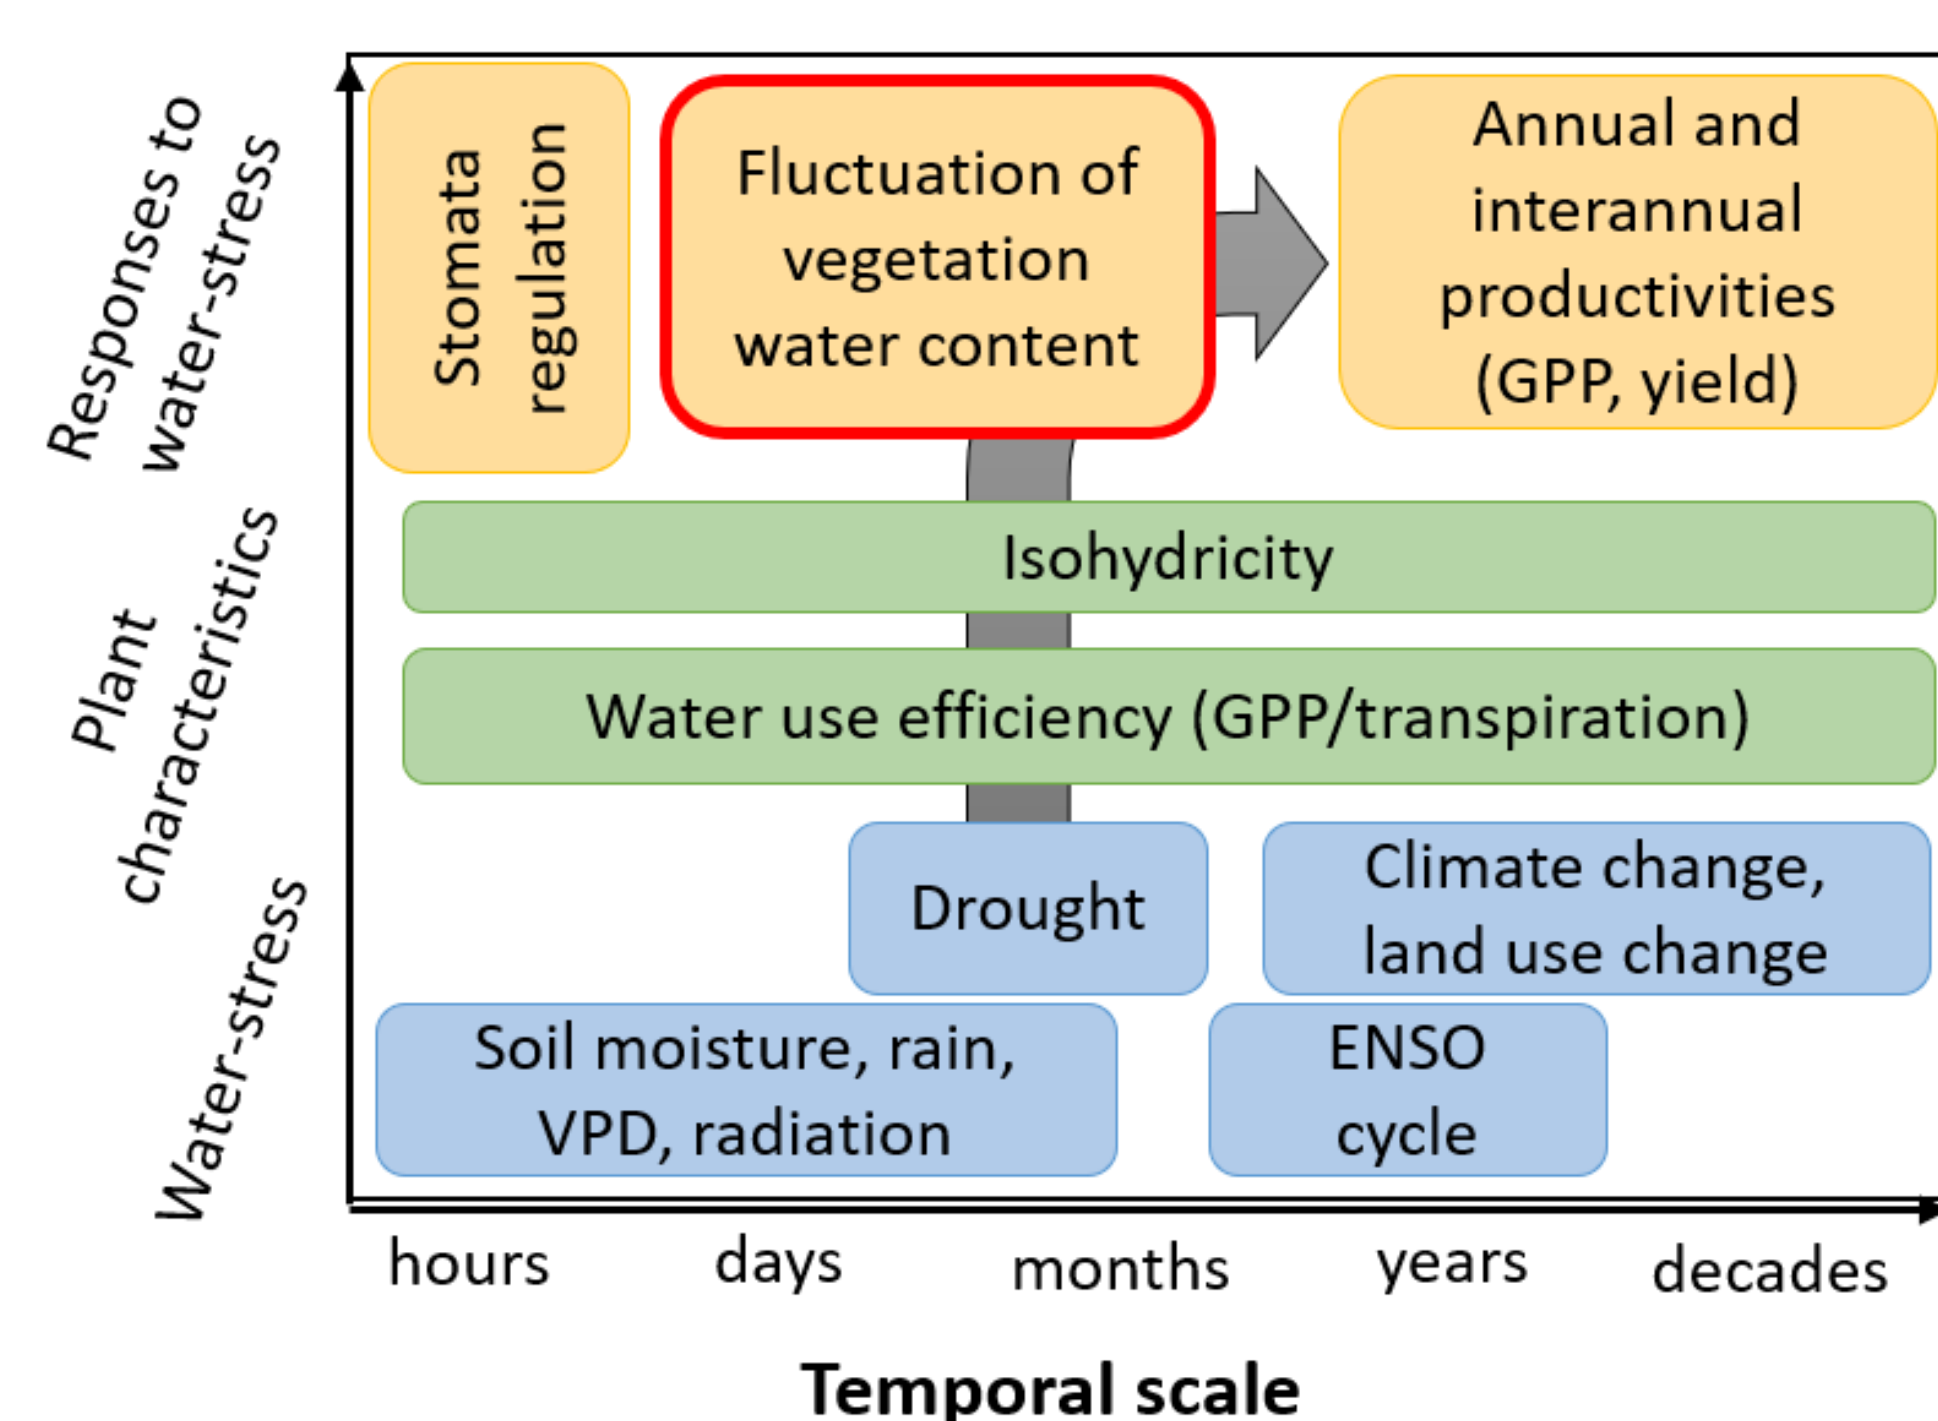 Responses to
water-stress
Stomata
regulation
Fluctuation of
vegetation
water content
Annual and
interannual
productivities
(GPP, yield)
Plant
characteristics
Isohydricity
Water use efficiency (GPP/transpiration)
Water-stress
Drought
Climate change,
land use change
Soil moisture, rain,
VPD, radiation
ENSO
cycle
hours
days
months
years
decades
Temporal scale